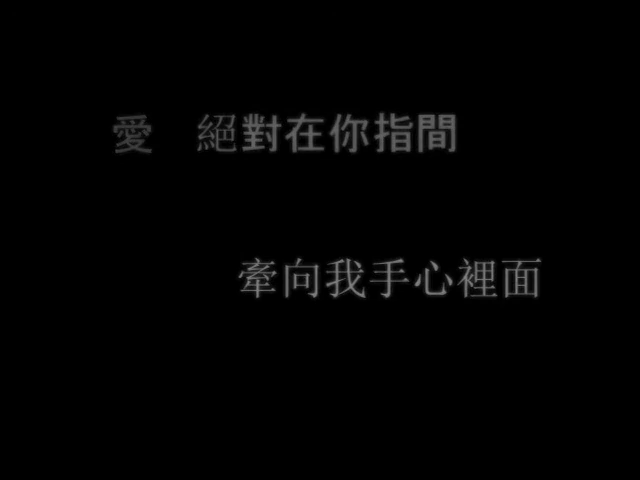 愛　絕對在你指間
牽向我手心裡面